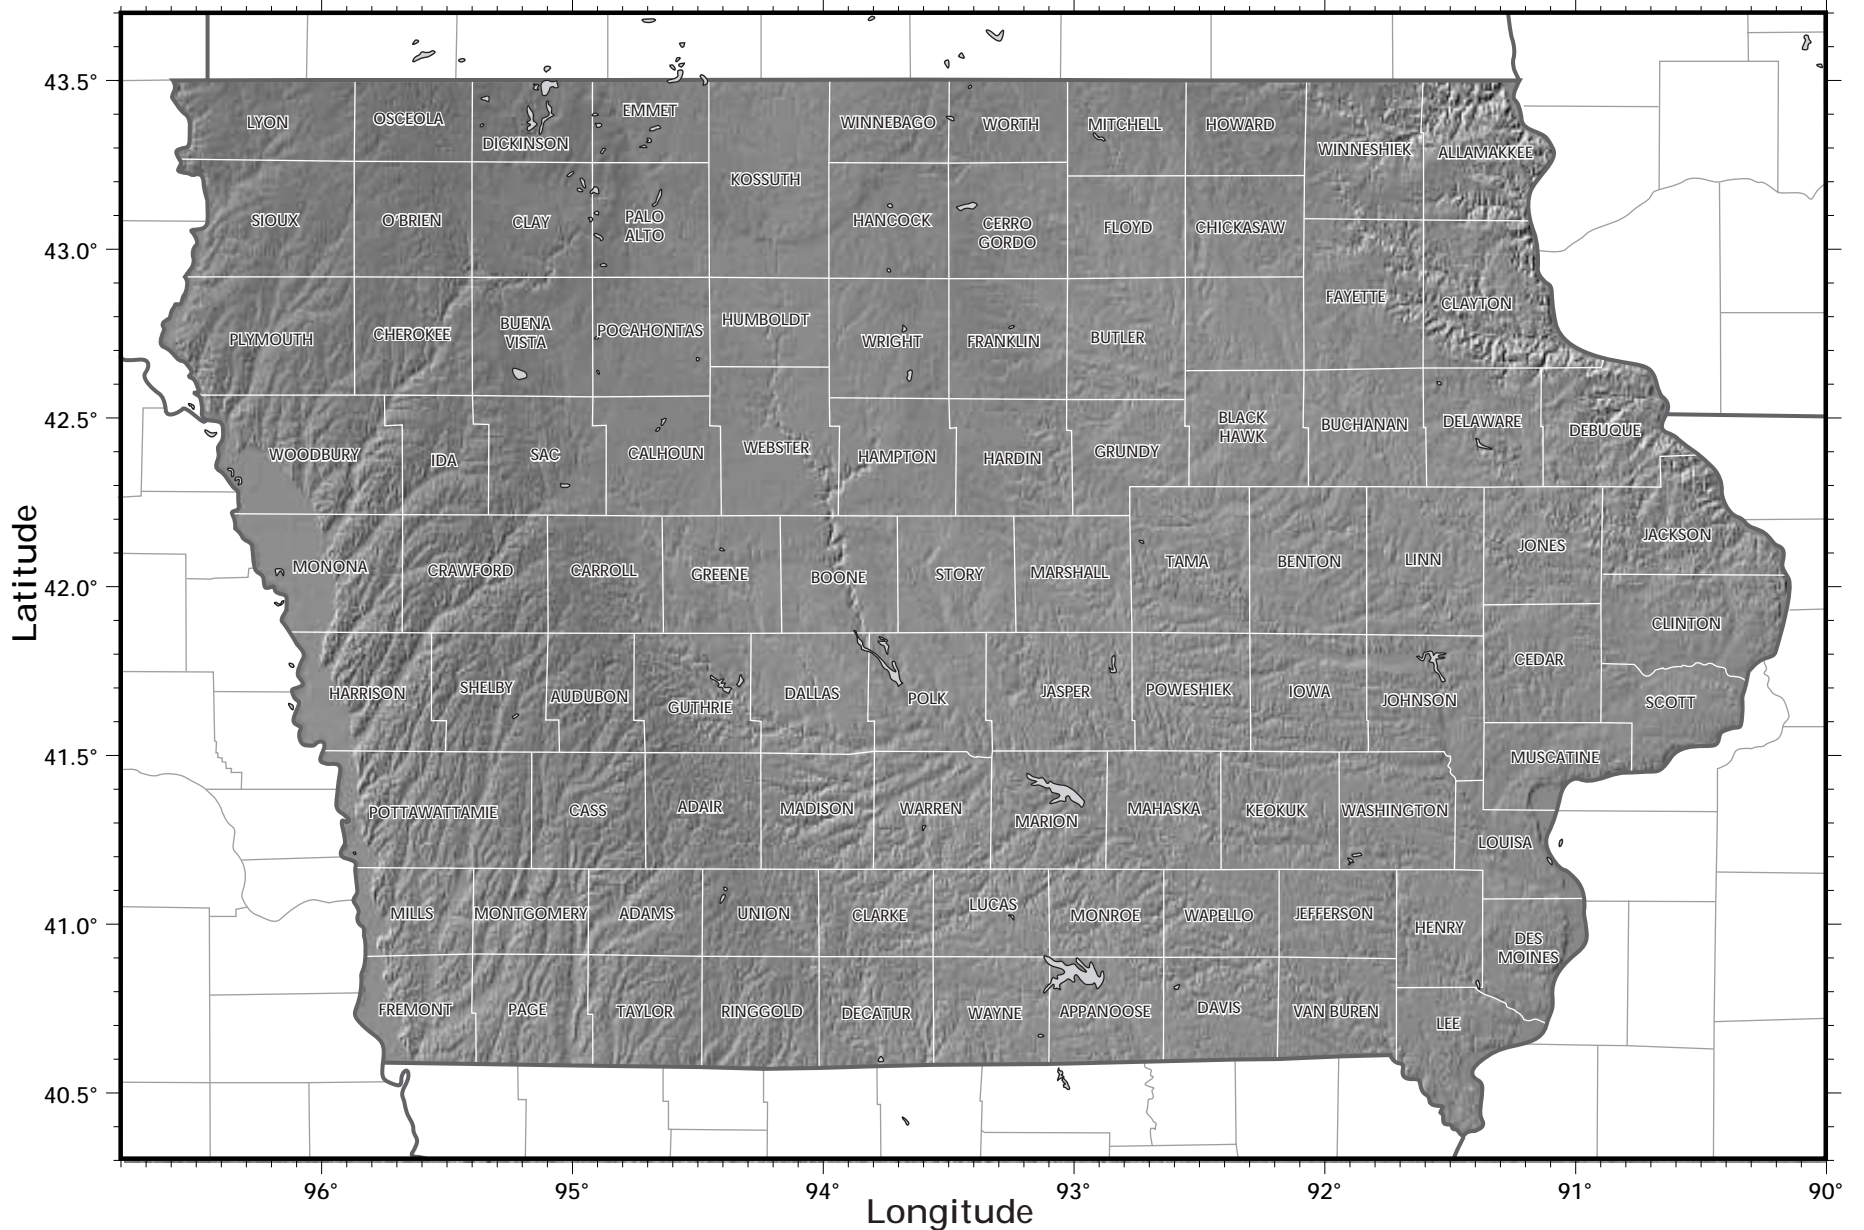 43.5°
43.0°
42.5°
42.0°
41.5°
41.0°
40.5°
Latitude
LYON
OSCEOLA
DICKINSON
EMMET
KOSSUTH
WINNEBAGO
WORTH
MITCHELL
HOWARD
WINNESHIEK
ALLAMAKKEE
SIOUX
O'BRIEN
CLAY
PALO
ALTO
HANCOCK
CERRO
GORDO
FLOYD
CHICKASAW
FAYETTE
CLAYTON
PLYMOUTH
CHEROKEE
BUENA
VISTA
POCAHONTAS
HUMBOLDT
WRIGHT
FRANKLIN
BUTLER
WOODBURY
IDA
SAC
CALHOUN
WEBSTER
HAMPTON
HARDIN
GRUNDY
BLACK
HAWK
BUCHANAN
DELAWARE
DEBUQUE
MONONA
CRAWFORD
CARROLL
GREENE
BOONE
STORY
MARSHALL
TAMA
BENTON
LINN
JONES
JACKSON
CLINTON
HARRISON
SHELBY
AUDUBON
GUTHRIE
DALLAS
POLK
JASPER
POWESHIEK
IOWA
JOHNSON
CEDAR
SCOTT
MUSCATINE
POTTAWATTAMIE
CASS
ADAIR
MADISON
WARREN
MARION
MAHASKA
KEOKUK
WASHINGTON
LOUISA
MILLS
MONTGOMERY
ADAMS
UNION
CLARKE
LUCAS
MONROE
WAPELLO
JEFFERSON
HENRY
DES
MOINES
FREMONT
PAGE
TAYLOR
RINGGOLD
DECATUR
WAYNE
APPANOOSE
DAVIS
VAN BUREN
LEE
96° 95° 94° 93° 92° 91° 90°
Longitude